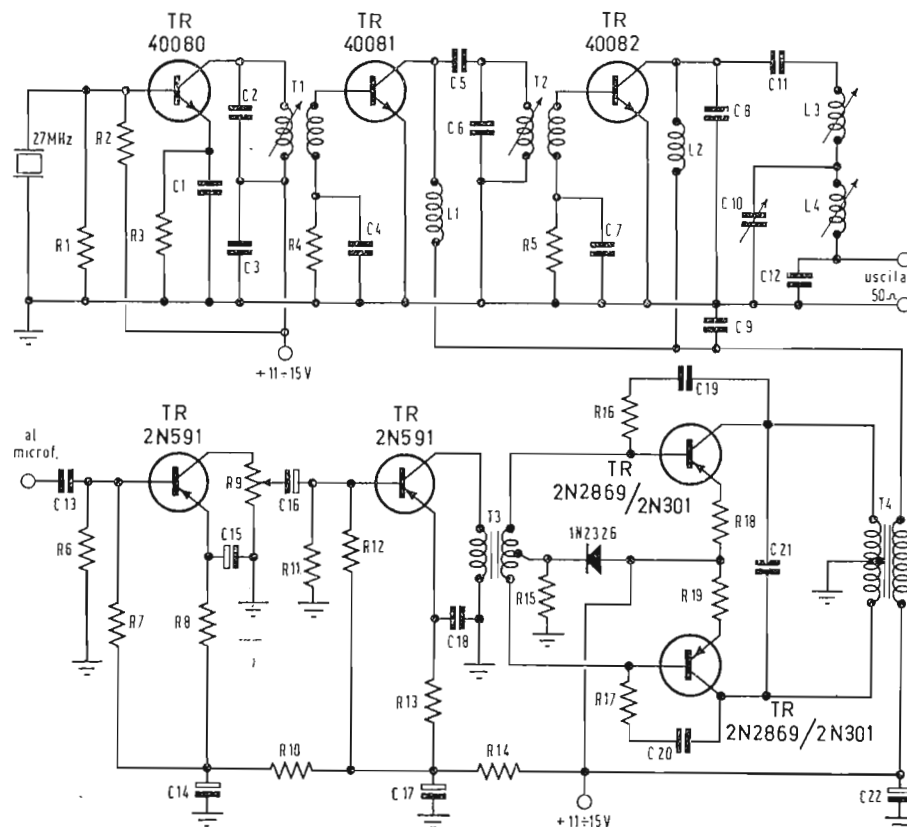 TR
40080
TR
40081
TR
40082
27MHz
R2
C2
T1
C5
T2
C11
L3
C6
C8
L2
C1
R1
R3
C3
R4
C4
L1
R5
C7
C10
L4
C12
uscita
50Ω
C9
+11÷15V
al
microf.
TR
2N591
TR
2N591
C19
R16
TR
2N2869/2N301
C13
R9
C16
T3
1N2326
R18
T4
C15
R6
R11
R12
R15
C21
R19
R7
R8
C18
R17
R13
TR
2N2869/2N301
C20
R10
R14
C14
C17
+11÷15V
C22